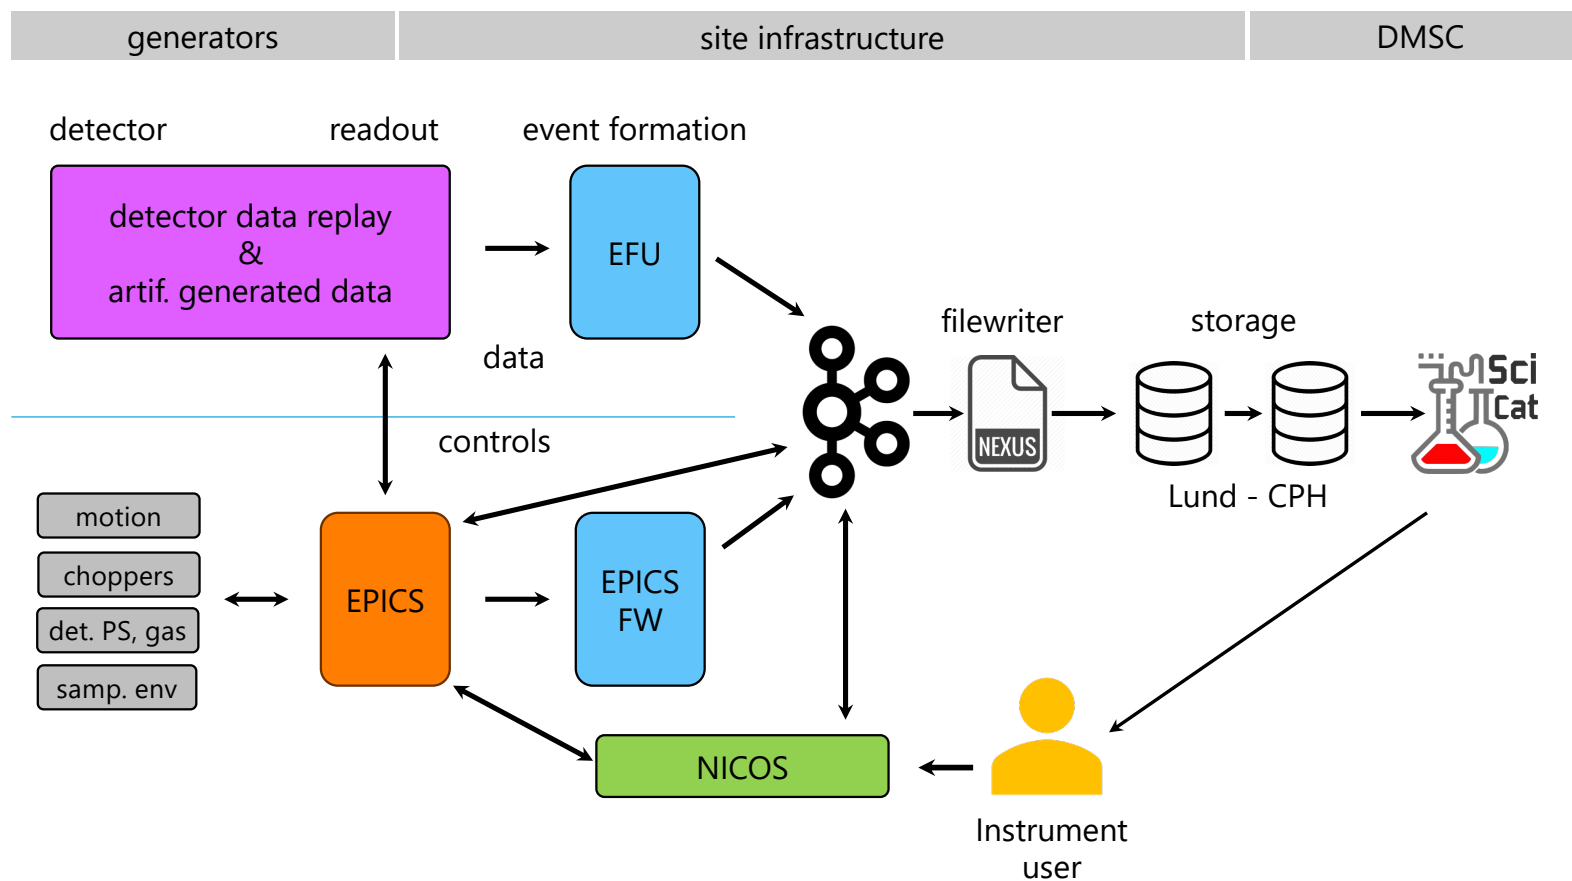 generators
site infrastructure
DMSC
detector
readout
event formation
detector data replay
&
artif. generated data
EFU
data
controls
filewriter
storage
NEXUS
Sci
Cat
Lund - CPH
motion
choppers
det. PS, gas
samp. env
EPICS
EPICS
FW
NICOS
Instrument
user